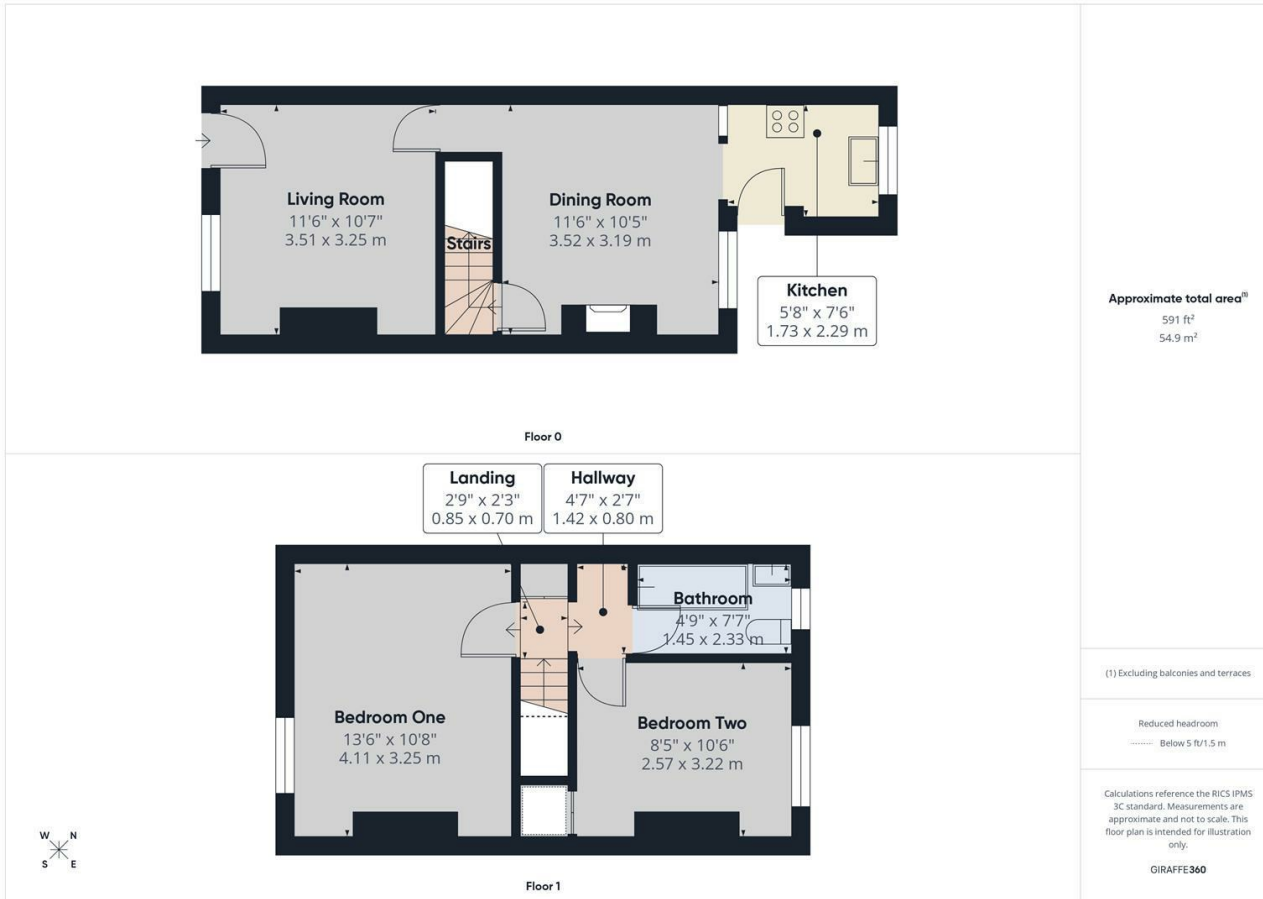 Living Room
11'6" x 10'7"
3.51 x 3.25 m
Stairs
Dining Room
11'6" x 10'5"
3.52 x 3.19 m
Kitchen
5'8" x 7'6"
1.73 x 2.29 m
Floor 0
Landing
2'9" x 2'3"
0.85 x 0.70 m
Hallway
4'7" x 2'7"
1.42 x 0.80 m
Bathroom
4'9" x 7'7"
1.45 x 2.33 m
Bedroom One
13'6" x 10'8"
4.11 x 3.25 m
Bedroom Two
8'5" x 10'6"
2.57 x 3.22 m
W N
S E
Floor 1
Approximate total area(1)
591 ft²
54.9 m²
(1) Excluding balconies and terraces
Reduced headroom
Below 5 ft/1.5 m
Calculations reference the RICS IPMS
3C standard. Measurements are
approximate and not to scale. This
floor plan is intended for illustration
only.
GIRAFFE360